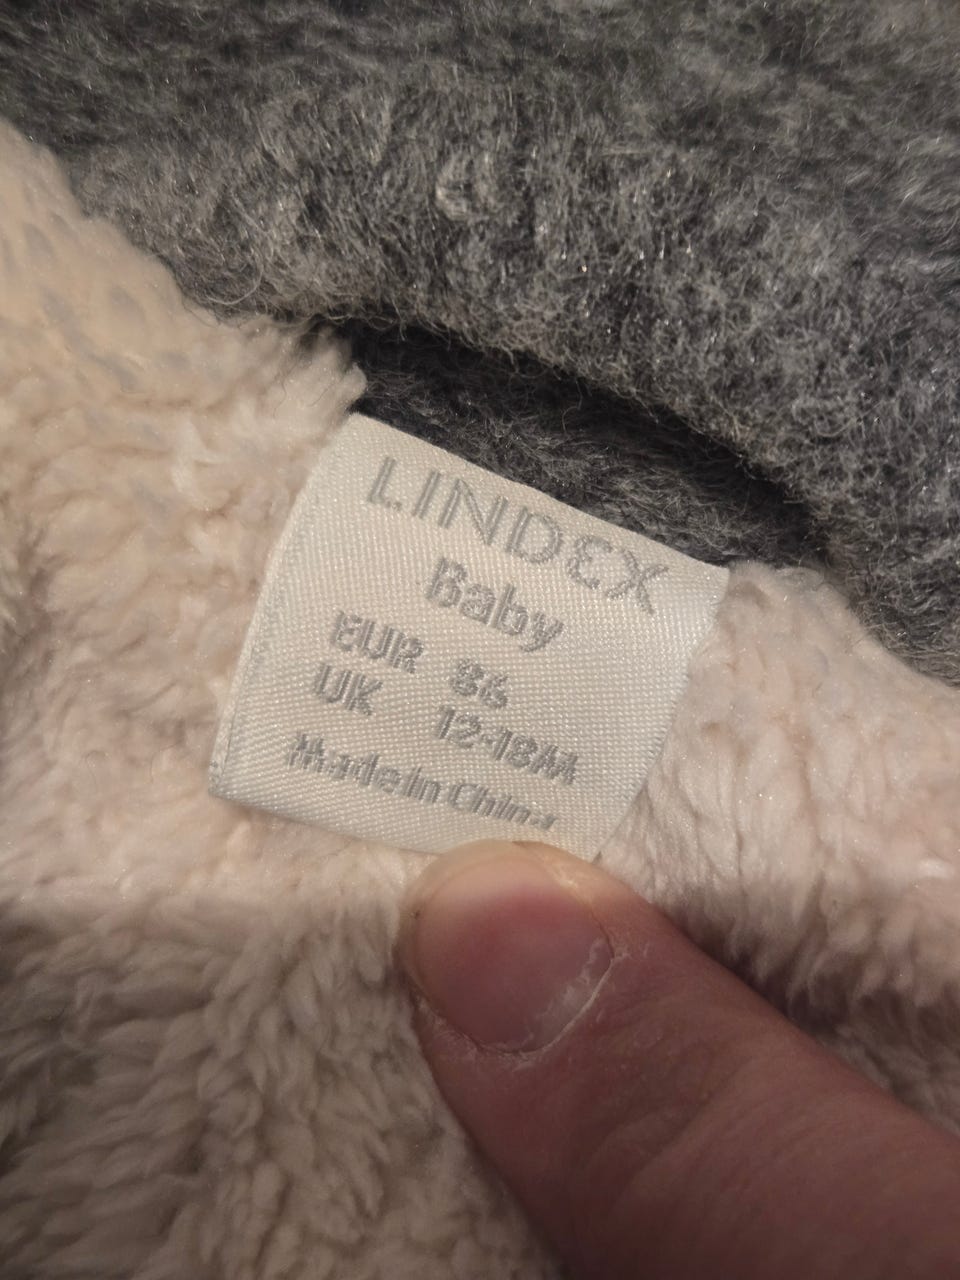 LINDEX
Baby
EUR 86
UK 12-18M
Made in China